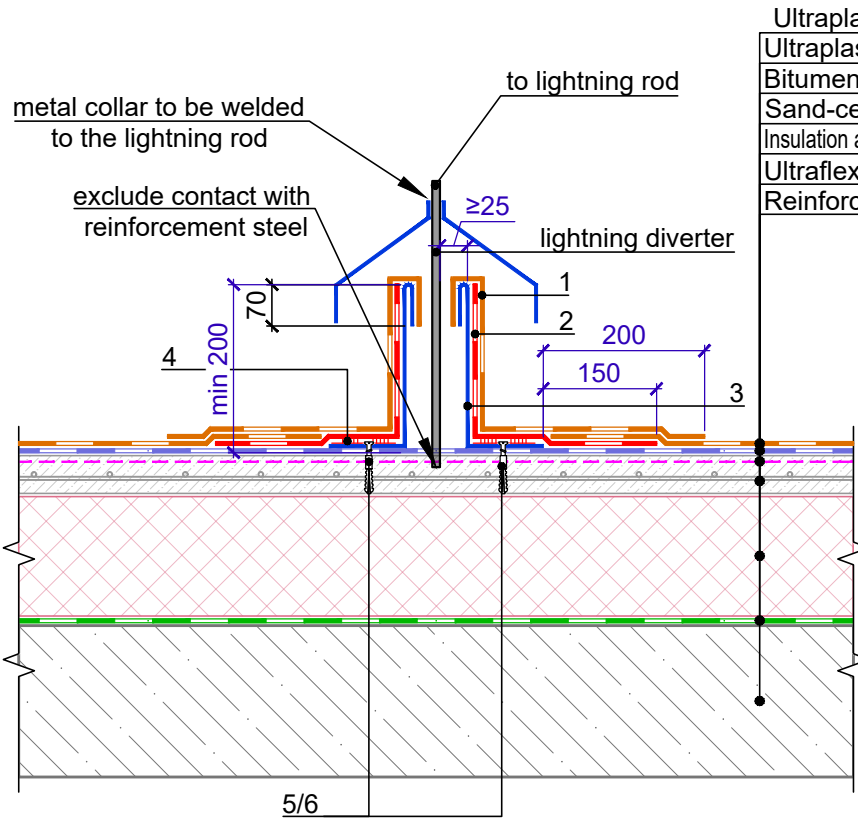 Ultrapla
Ultraplas
Bitumen
Sand-ce
Insulation a
Ultraflex
Reinforc
to lightning rod
metal collar to be welded
to the lightning rod
exclude contact with
reinforcement steel
≥25
lightning diverter
70
min 200
1
2
200
150
3
4
5/6